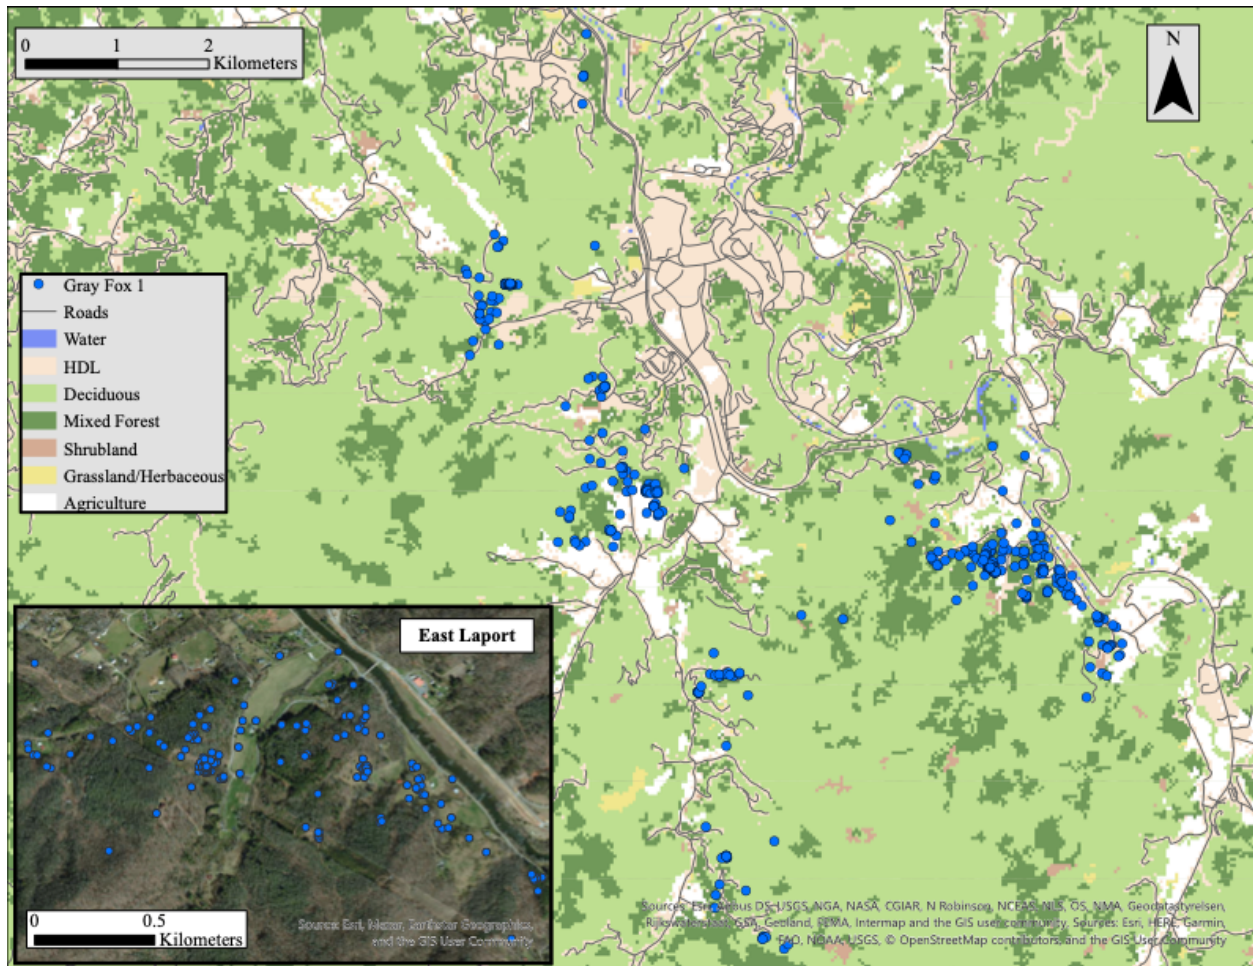 0 1 2
Kilometers
N
Gray Fox 1
Roads
Water
HDL
Deciduous
Mixed Forest
Shrubland
Grassland/Herbaceous
Agriculture
East Laport
0 0.5
Kilometers
Source: Esri, Maxar, Earthstar Geographics,
and the GIS User Community
Sources: Esri, Airbus DS, USGS, NGA, NASA, CGIAR, N Robinson, NCEAS, NLS, OS, NMA, Geodatastyrelsen,
Rijkswaterstaat, GSA, Geoland, FEMA, Intermap and the GIS user community, Sources: Esri, HERE, Garmin,
FAO, NOAA, USGS, © OpenStreetMap contributors, and the GIS User Community